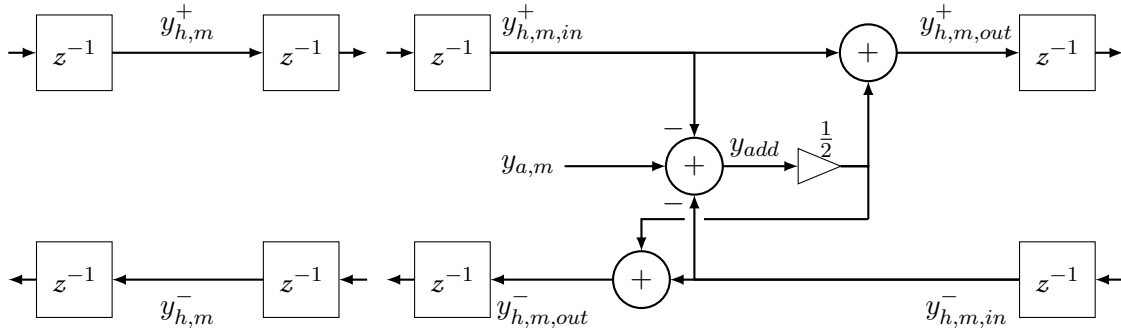 y^+_{h,m} y^+_{h,m,in} y^+_{h,m,out}
z^{-1} z^{-1} z^{-1} + z^{-1}
−
1/2
y_{a,m} + y_{add}
−
z^{-1} z^{-1} z^{-1} + z^{-1}
y^-_{h,m} y^-_{h,m,out} y^-_{h,m,in}